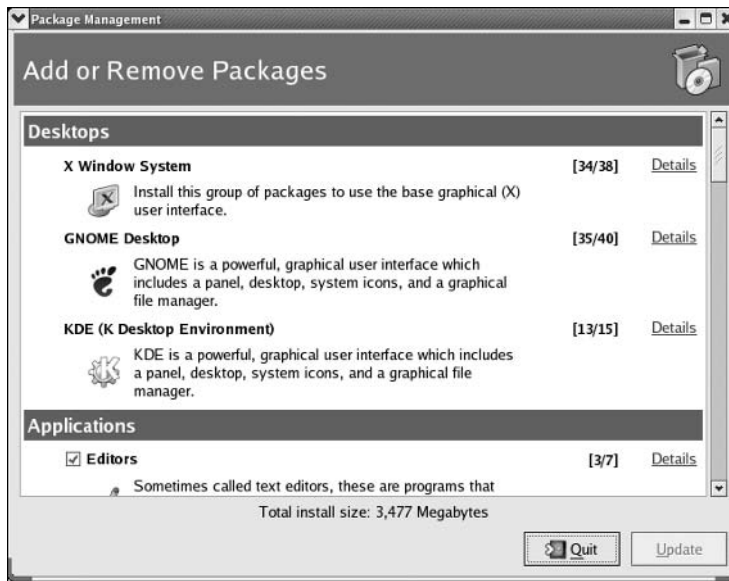 Package Management
Add or Remove Packages
Desktops
X Window System [34/38] Details
Install this group of packages to use the base graphical (X)
user interface.
GNOME Desktop [35/40] Details
GNOME is a powerful, graphical user interface which
includes a panel, desktop, system icons, and a graphical
file manager.
KDE (K Desktop Environment) [13/15] Details
KDE is a powerful, graphical user interface which includes
a panel, desktop, system icons, and a graphical file
manager.
Applications
Editors [3/7] Details
Sometimes called text editors, these are programs that
Total install size: 3,477 Megabytes
Quit Update